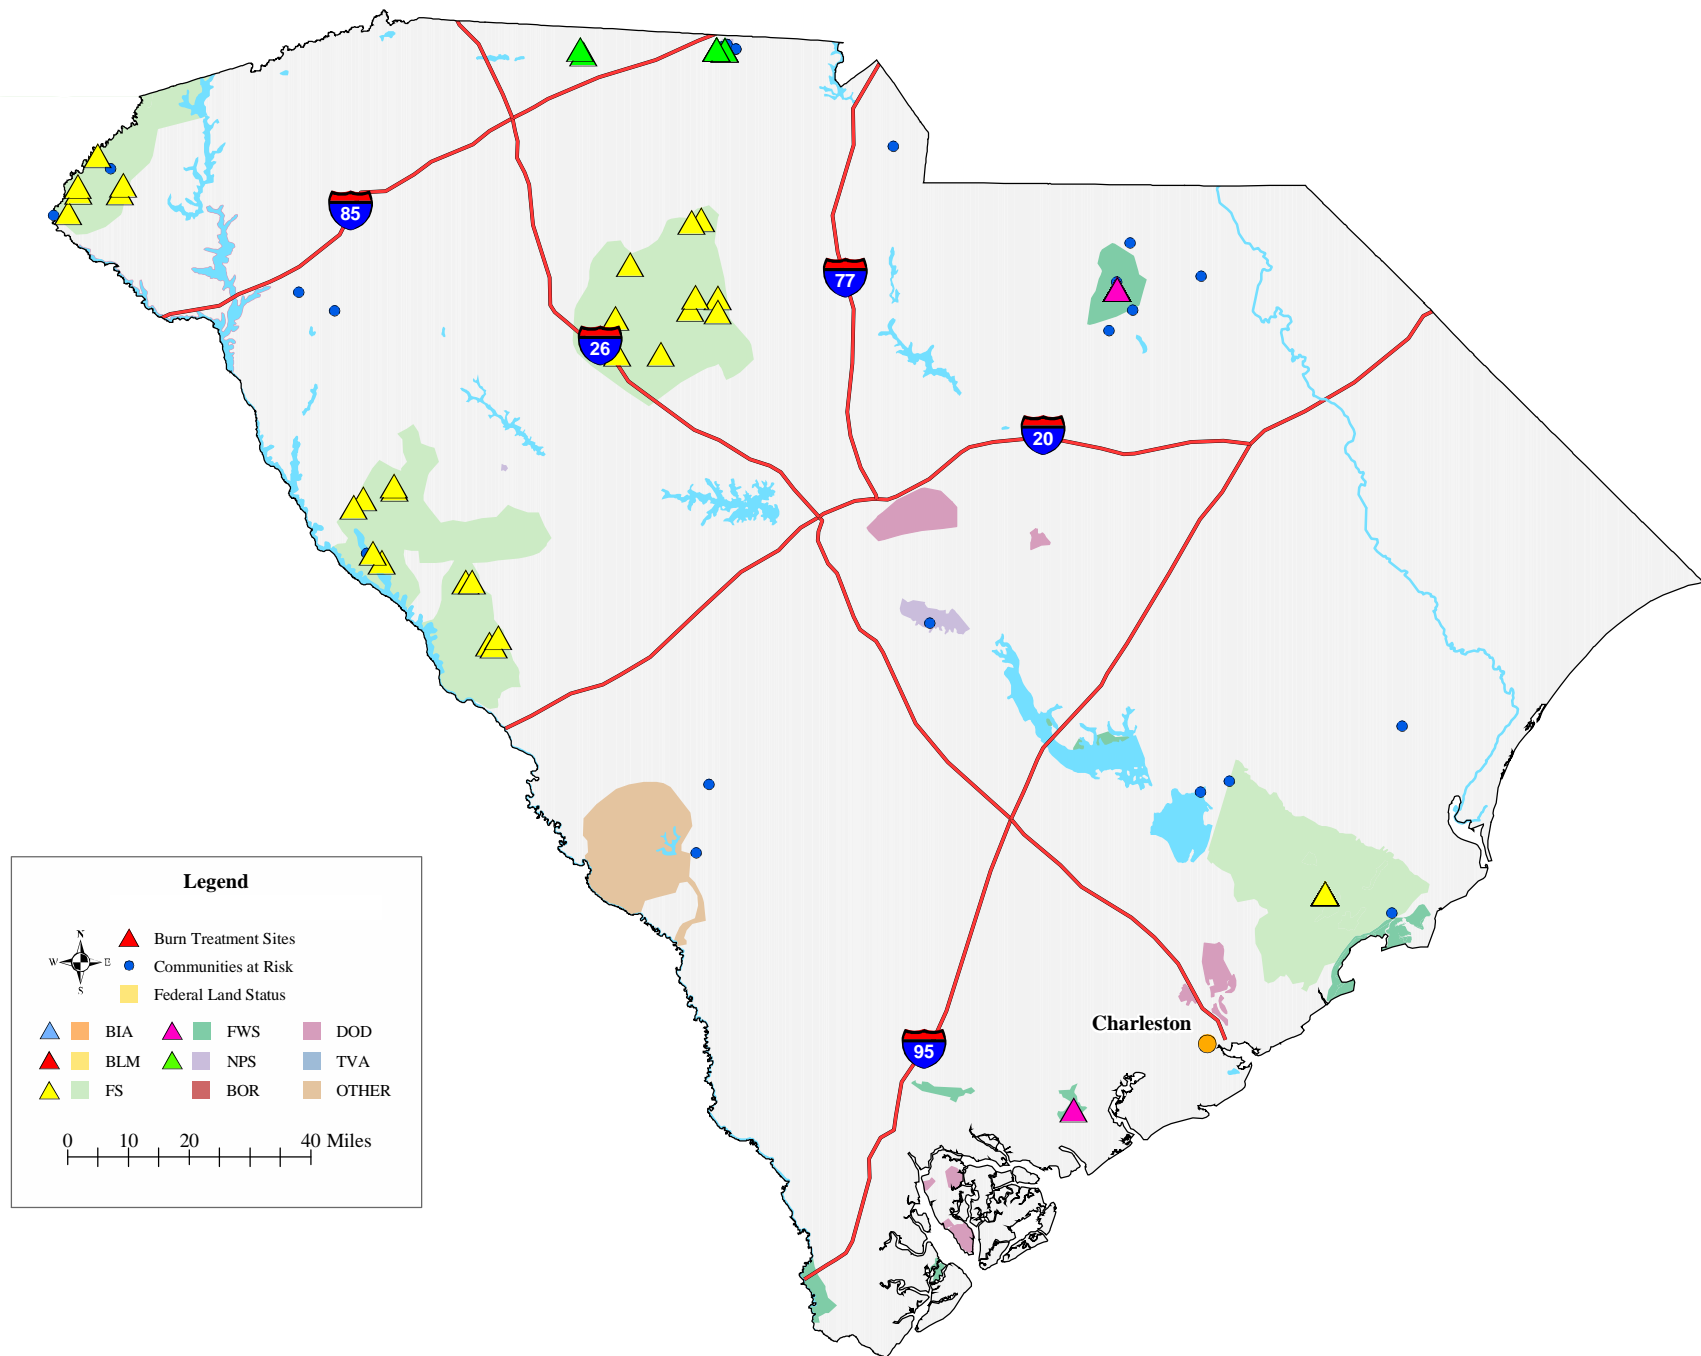 85
77
26
20
Legend
N
W E
S
Burn Treatment Sites
Communities at Risk
Federal Land Status
BIA FWS DOD
BLM NPS TVA
FS BOR OTHER
0 10 20 40 Miles
Charleston
95